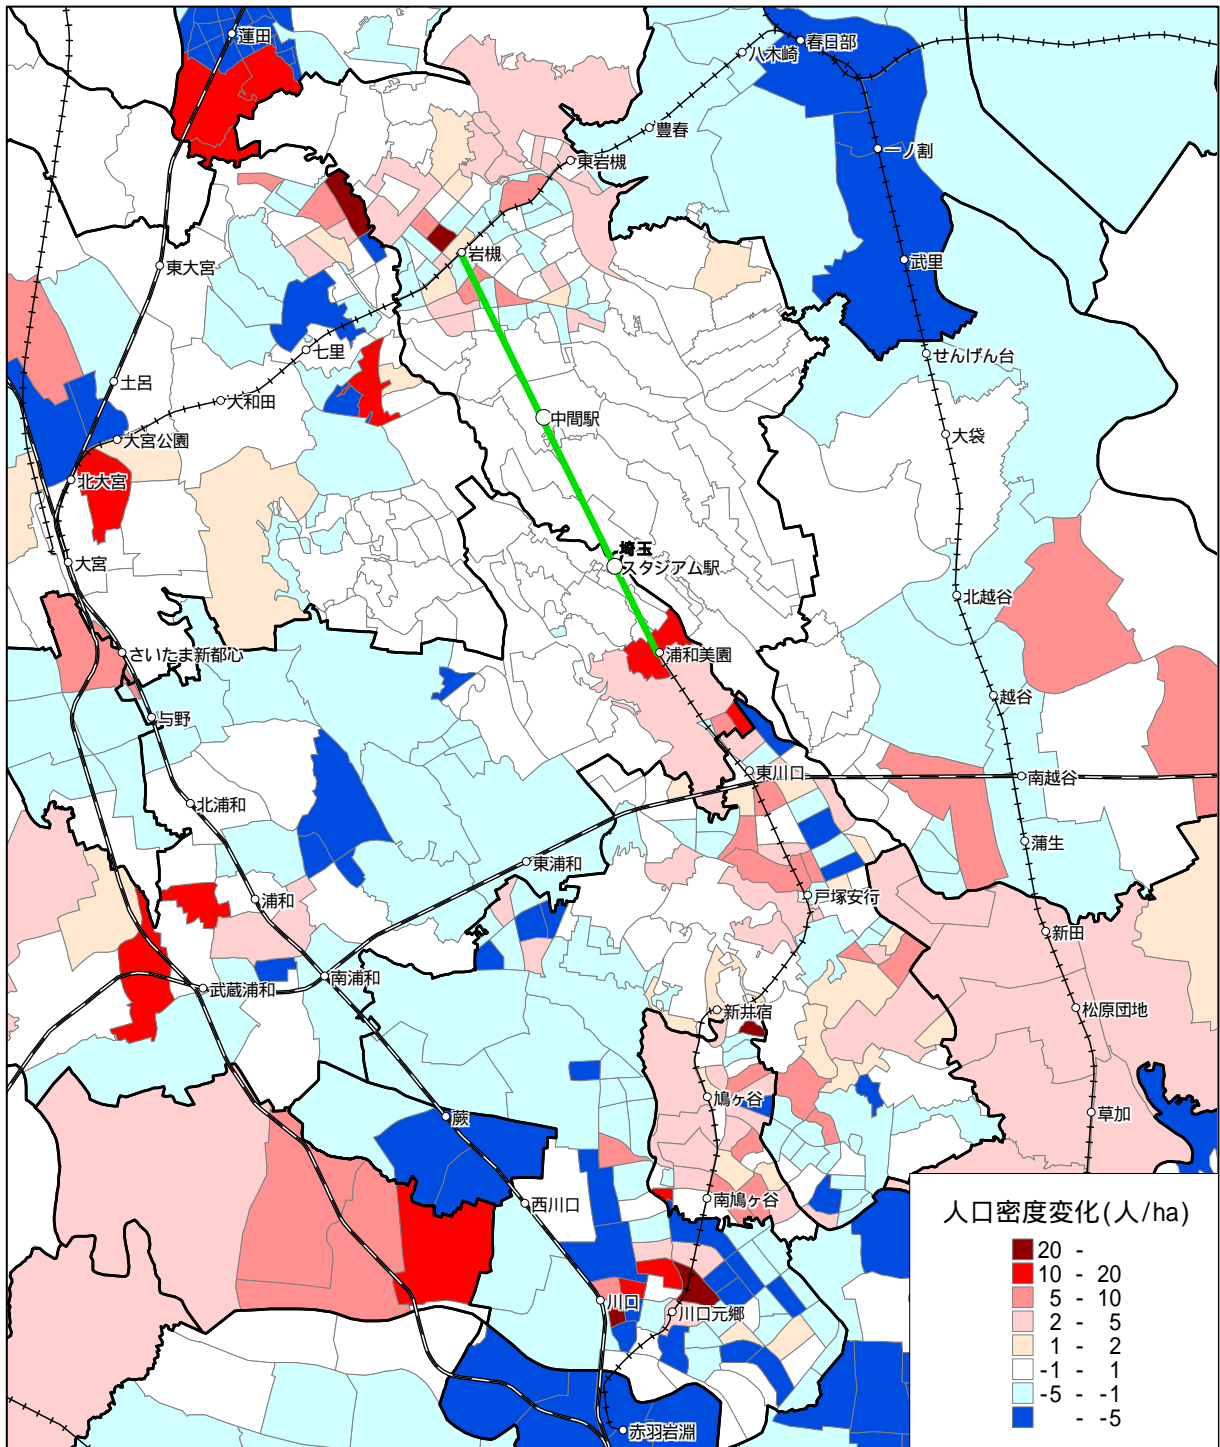 蓮田
春日部
八木崎
豊春
一ノ割
東岩槻
岩槻
武里
東大宮
せんげん台
七里
土呂
大和田
中間駅
大宮公園
大袋
北大宮
埼玉
大宮
スタジアム駅
北越谷
さいたま新都心
浦和美園
越谷
与野
東川口
南越谷
北浦和
蒲生
東浦和
浦和
戸塚安行
新田
南浦和
武蔵浦和
新井宿
松原団地
鳩ヶ谷
蕨
草加
西川口
南鳩ヶ谷
川口
川口元郷
赤羽岩淵
人口密度変化(人/ha)
20 -
10 - 20
5 - 10
2 - 5
1 - 2
-1 - 1
-5 - -1
- -5